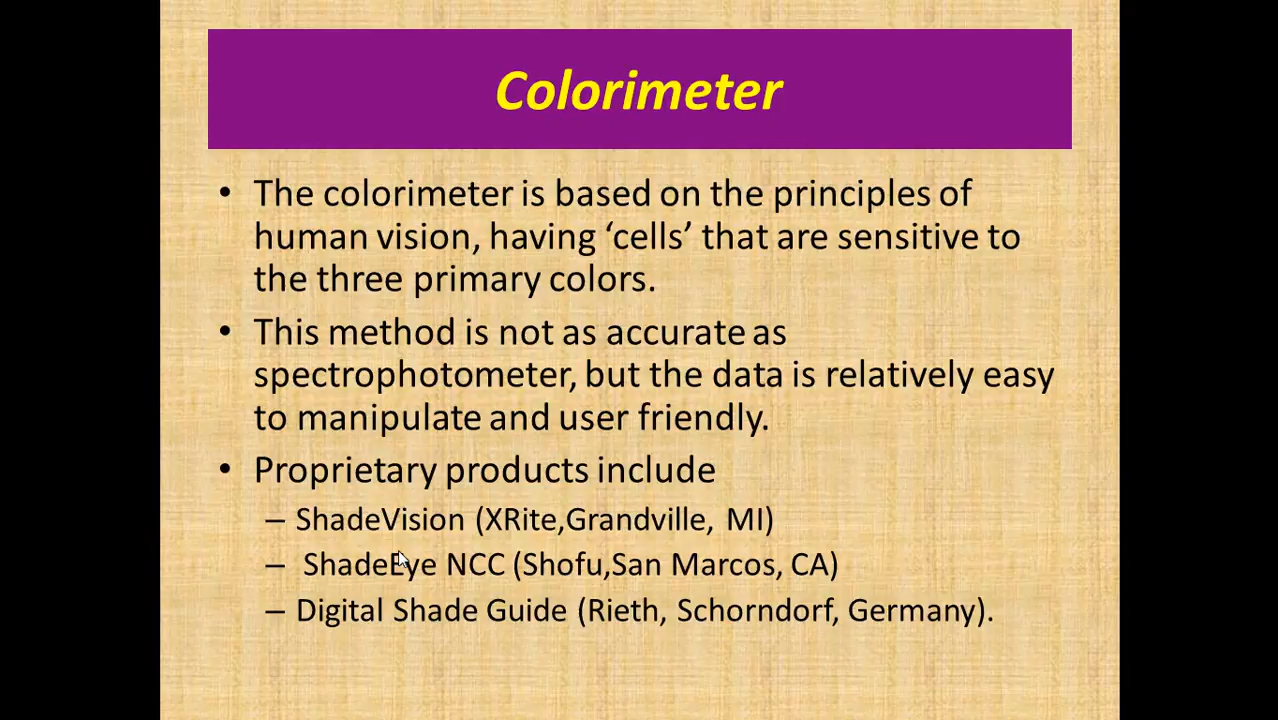 Colorimeter
• The colorimeter is based on the principles of
human vision, having ‘cells’ that are sensitive to
the three primary colors.
• This method is not as accurate as
spectrophotometer, but the data is relatively easy
to manipulate and user friendly.
• Proprietary products include
– ShadeVision (XRite,Grandville, MI)
– ShadeEye NCC (Shofu,San Marcos, CA)
– Digital Shade Guide (Rieth, Schorndorf, Germany).